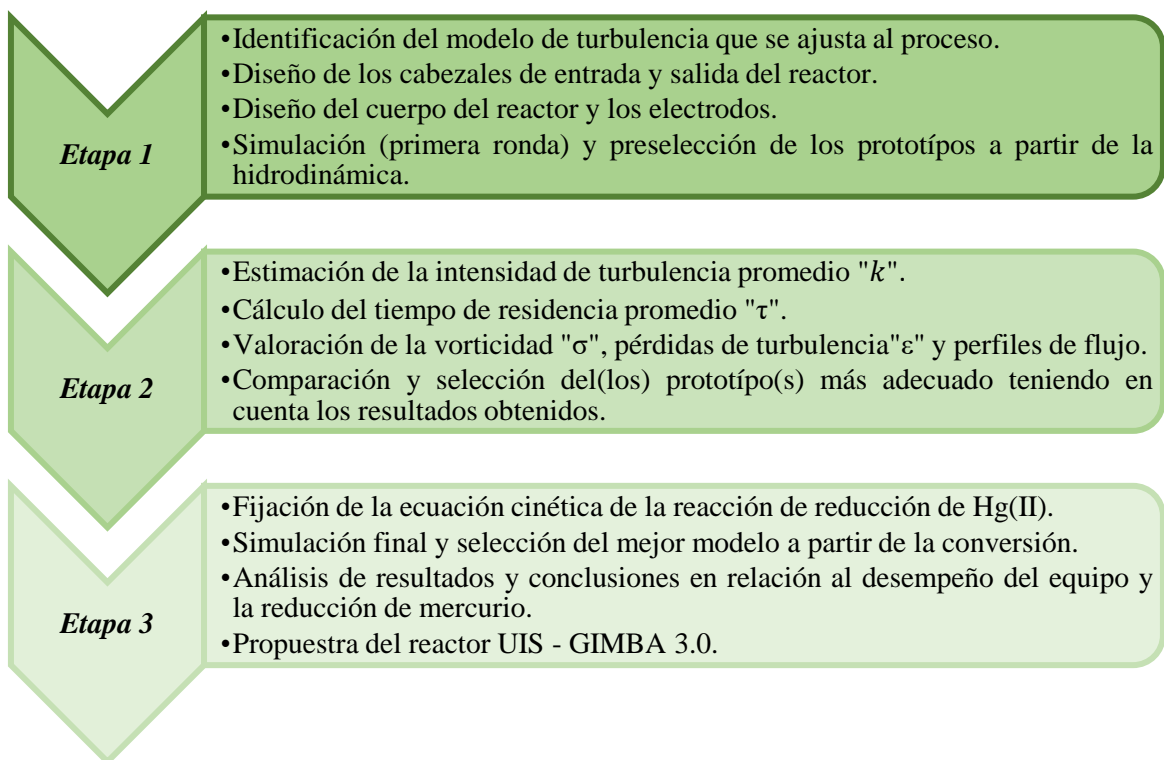 Etapa 1
•Identificación del modelo de turbulencia que se ajusta al proceso.
•Diseño de los cabezales de entrada y salida del reactor.
•Diseño del cuerpo del reactor y los electrodos.
•Simulación (primera ronda) y preselección de los prototípos a partir de la
hidrodinámica.
Etapa 2
•Estimación de la intensidad de turbulencia promedio "k".
•Cálculo del tiempo de residencia promedio "τ".
•Valoración de la vorticidad "σ", pérdidas de turbulencia"ε" y perfiles de flujo.
•Comparación y selección del(los) prototípo(s) más adecuado teniendo en
cuenta los resultados obtenidos.
Etapa 3
•Fijación de la ecuación cinética de la reacción de reducción de Hg(II).
•Simulación final y selección del mejor modelo a partir de la conversión.
•Análisis de resultados y conclusiones en relación al desempeño del equipo y
la reducción de mercurio.
•Propuestra del reactor UIS - GIMBA 3.0.